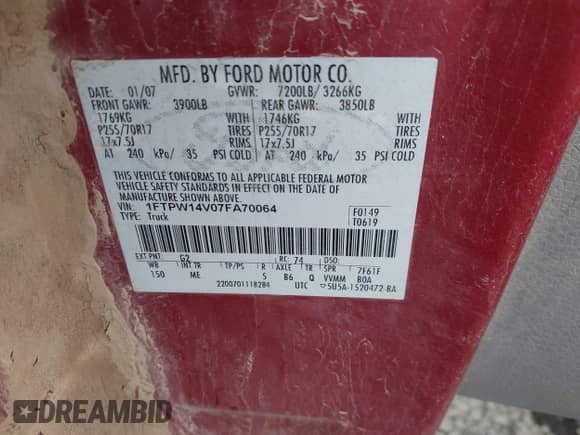 MFD. BY FORD MOTOR CO.
DATE: 01/07 GVWR: 7200LB/ 3266KG
FRONT GAWR: 3900LB REAR GAWR: 3850LB
1769KG WITH 1746KG WITH
P255/70R17 TIRES P255/70R17 TIRES
17x7.5J RIMS 17x7.5J RIMS
AT 240 kPa/ 35 PSI COLD AT 240 kPa/ 35 PSI COLD
THIS VEHICLE CONFORMS TO ALL APPLICABLE FEDERAL MOTOR
VEHICLE SAFETY STANDARDS IN EFFECT ON THE DATE OF MANUFACTURE
SHOWN ABOVE.
VIN: 1FTPW14V07FA70064 F0149
TYPE: Truck T0619
EXT PNT: G2 RC: 74 DSO:
WB INT TR TP/PS R AXLE TR SPR 7F61F
150 ME S B6 Q VVMM BOA
2200701118284 UTC 5U5A-1520472-BA
DREAMBID